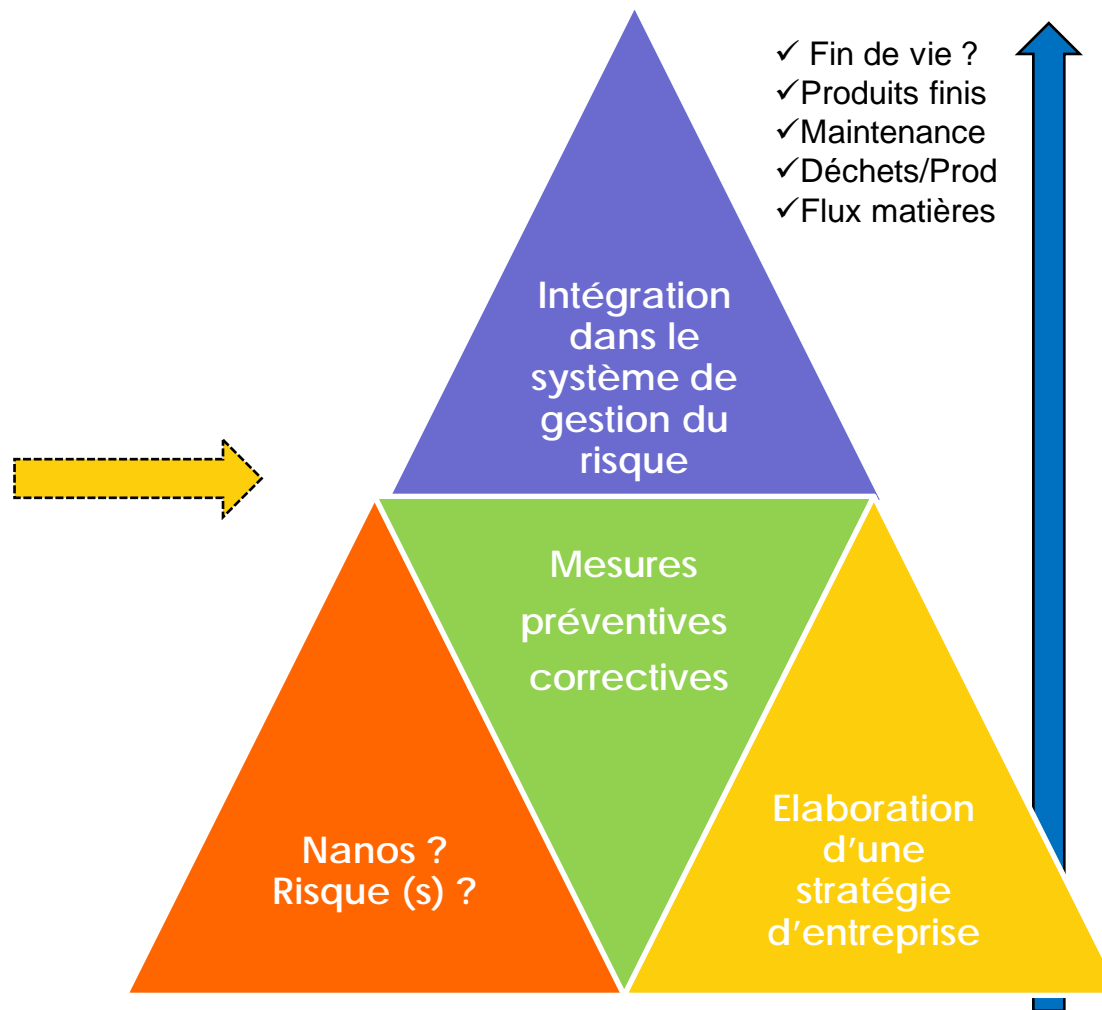 ✓ Fin de vie ?
✓Produits finis
✓Maintenance
✓Déchets/Prod
✓Flux matières
Intégration
dans le
système de
gestion du
risque
Mesures
préventives
correctives
Nanos ?
Risque (s) ?
Elaboration
d'une
stratégie
d'entreprise